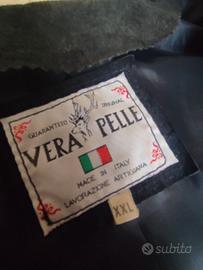 GUARANTEED ORIGINAL
VERA PELLE
MADE IN ITALY
LAVORAZIONE ARTIGIANA
XXL
subito